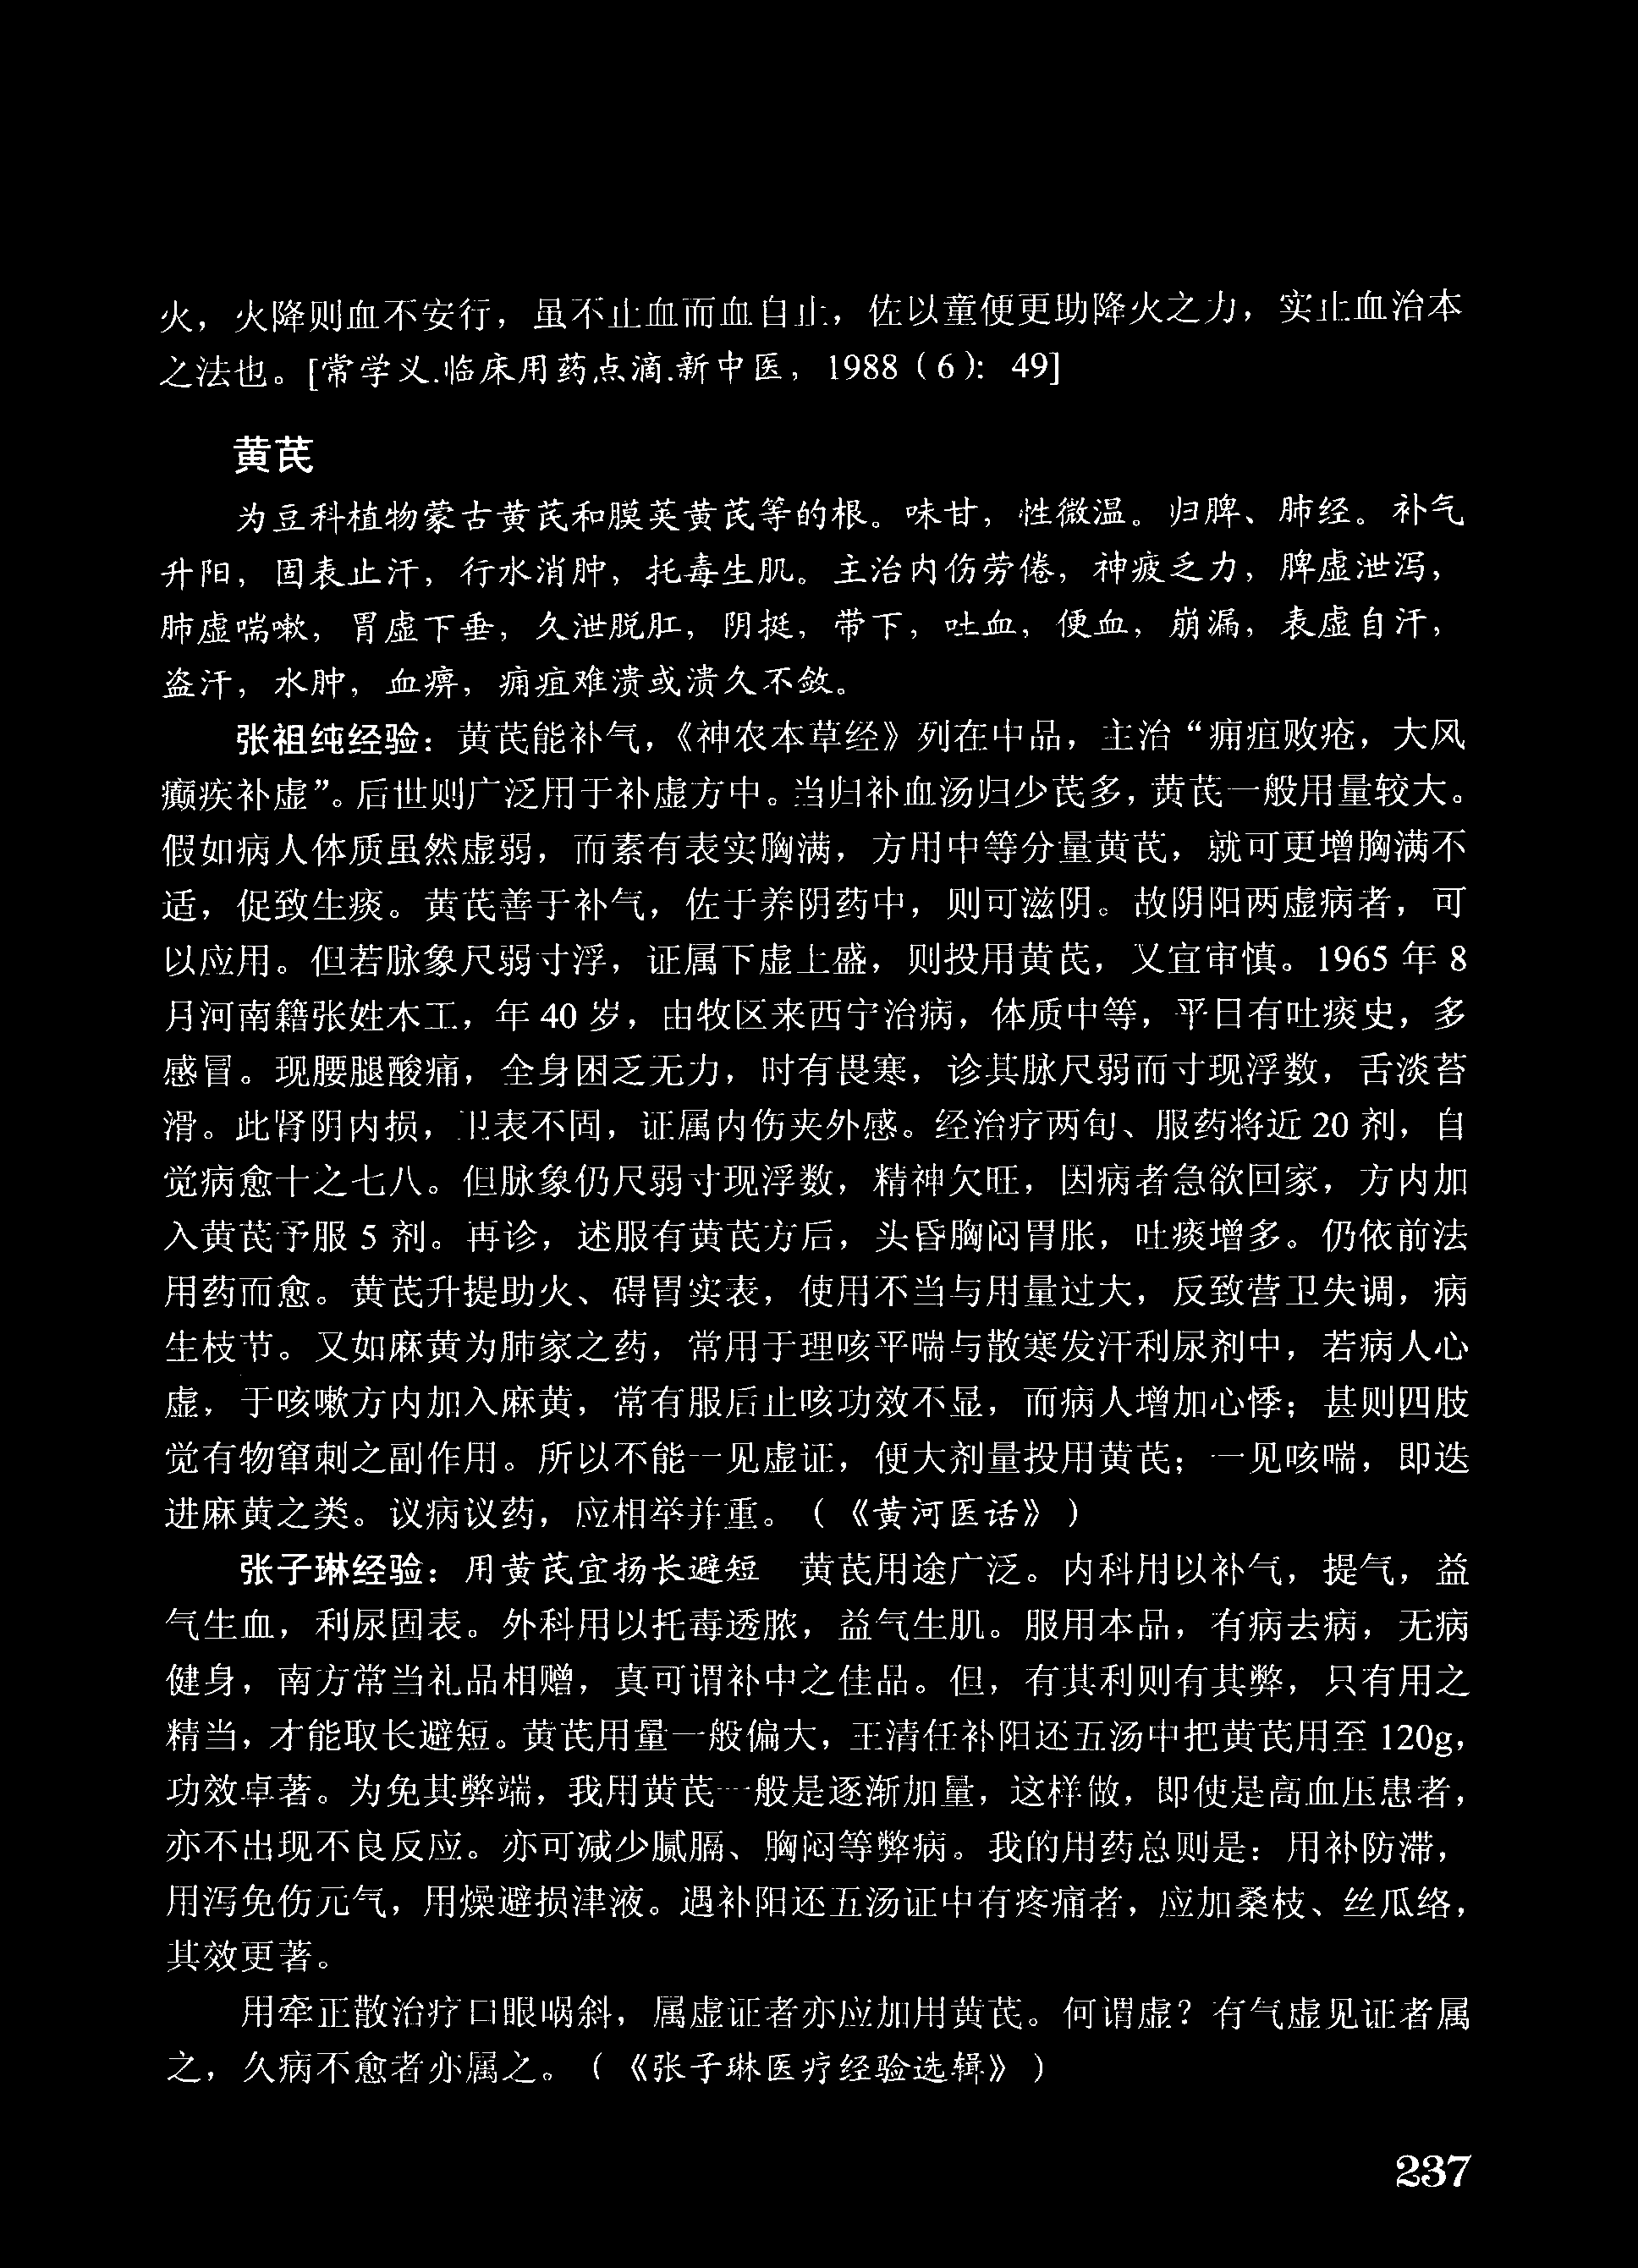 火，火降则血不安行，虽不止血而血自止，佐以童便更助降火之力，实止血治本
之法也。[常学义.临床用药点滴.新中医，1988（6）：49]
黄芪
为豆科植物蒙古黄芪和膜荚黄芪等的根。味甘，性微温。归脾、肺经。补气
升阳，固表止汗，行水消肿，托毒生肌。主治内伤劳倦，神疲乏力，脾虚泄泻，
肺虚喘嗽，胃虚下垂，久泄脱肛，阴挺，带下，吐血，便血，崩漏，表虚自汗，
盗汗，水肿，血痹，痈疽难溃或溃久不敛。
张祖纯经验：黄芪能补气，《神农本草经》列在中品，主治“痈疽败疮，大风
癫疾补虚”。后世则广泛用于补虚方中。当归补血汤归少芪多，黄芪一般用量较大。
假如病人体质虽然虚弱，而素有表实胸满，方用中等分量黄芪，就可更增胸满不
适，促致生痰。黄芪善于补气，佐于养阴药中，则可滋阴。故阴阳两虚病者，可
以应用。但若脉象尺弱寸浮，证属下虚上盛，则投用黄芪，又宜审慎。1965 年 8
月河南籍张姓木工，年 40 岁，由牧区来西宁治病，体质中等，平日有吐痰史，多
感冒。现腰腿酸痛，全身困乏无力，时有畏寒，诊其脉尺弱而寸现浮数，舌淡苔
滑。此肾阴内损，卫表不固，证属内伤夹外感。经治疗两旬、服药将近 20 剂，自
觉病愈十之七八。但脉象仍尺弱寸现浮数，精神欠旺，因病者急欲回家，方内加
入黄芪予服 5 剂。再诊，述服有黄芪方后，头昏胸闷胃胀，吐痰增多。仍依前法
用药而愈。黄芪升提助火、碍胃实表，使用不当与用量过大，反致营卫失调，病
生枝节。又如麻黄为肺家之药，常用于理咳平喘与散寒发汗利尿剂中，若病人心
虚，于咳嗽方内加入麻黄，常有服后止咳功效不显，而病人增加心悸；甚则四肢
觉有物窜刺之副作用。所以不能一见虚证，便大剂量投用黄芪；一见咳喘，即迭
进麻黄之类。议病议药，应相举并重。（《黄河医话》）
张子琳经验：用黄芪宜扬长避短　黄芪用途广泛。内科用以补气，提气，益
气生血，利尿固表。外科用以托毒透脓，益气生肌。服用本品，有病去病，无病
健身，南方常当礼品相赠，真可谓补中之佳品。但，有其利则有其弊，只有用之
精当，才能取长避短。黄芪用量一般偏大，王清任补阳还五汤中把黄芪用至 120g，
功效卓著。为免其弊端，我用黄芪一般是逐渐加量，这样做，即使是高血压患者，
亦不出现不良反应。亦可减少腻膈、胸闷等弊病。我的用药总则是：用补防滞，
用泻免伤元气，用燥避损津液。遇补阳还五汤证中有疼痛者，应加桑枝、丝瓜络，
其效更著。
用牵正散治疗口眼㖞斜，属虚证者亦应加用黄芪。何谓虚？有气虚见证者属
之，久病不愈者亦属之。（《张子琳医疗经验选辑》）
237